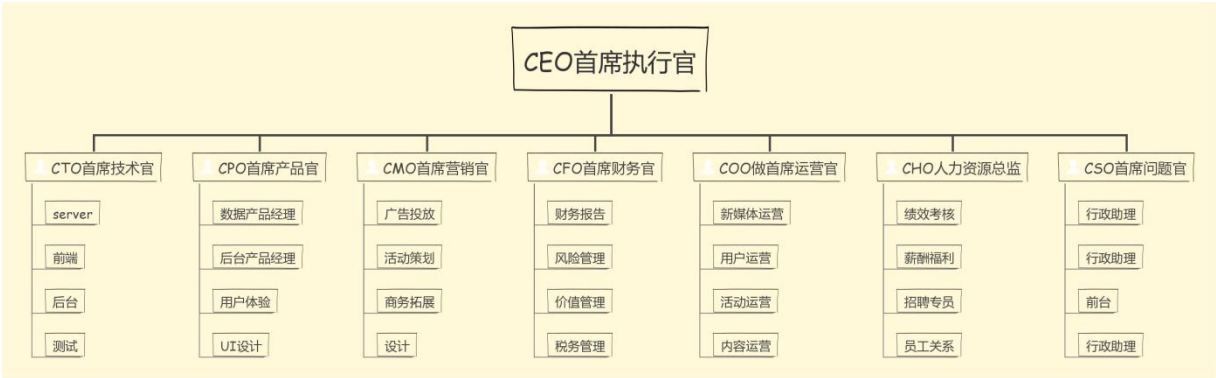 CEO首席执行官
CTO首席技术官
server
前端
后台
测试
CPO首席产品官
数据产品经理
后台产品经理
用户体验
UI设计
CMO首席营销官
广告投放
活动策划
商务拓展
设计
CFO首席财务官
财务报告
风险管理
价值管理
税务管理
COO做首席运营官
新媒体运营
用户运营
活动运营
内容运营
CHO人力资源总监
绩效考核
薪酬福利
招聘专员
员工关系
CSO首席问题官
行政助理
行政助理
前台
行政助理